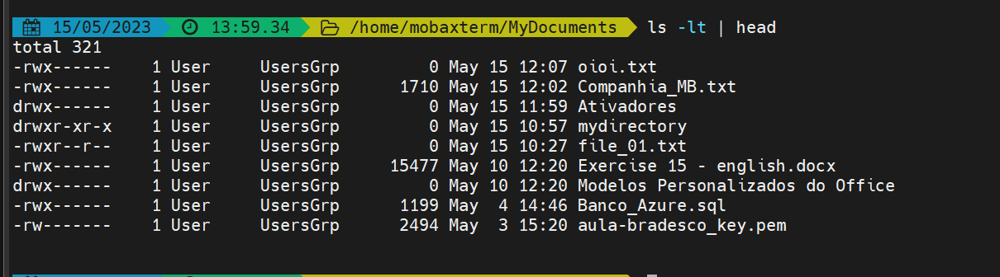 15/05/2023 13:59.34 /home/mobaxterm/MyDocuments ls -lt | head
total 321
-rwx------ 1 User UsersGrp 0 May 15 12:07 oioi.txt
-rwx------ 1 User UsersGrp 1710 May 15 12:02 Companhia_MB.txt
drwx------ 1 User UsersGrp 0 May 15 11:59 Ativadores
drwxr-xr-x 1 User UsersGrp 0 May 15 10:57 mydirectory
-rwxr--r-- 1 User UsersGrp 0 May 15 10:27 file_01.txt
-rwx------ 1 User UsersGrp 15477 May 10 12:20 Exercise 15 - english.docx
drwx------ 1 User UsersGrp 0 May 10 12:20 Modelos Personalizados do Office
-rwx------ 1 User UsersGrp 1199 May 4 14:46 Banco_Azure.sql
-rw------- 1 User UsersGrp 2494 May 3 15:20 aula-bradesco_key.pem